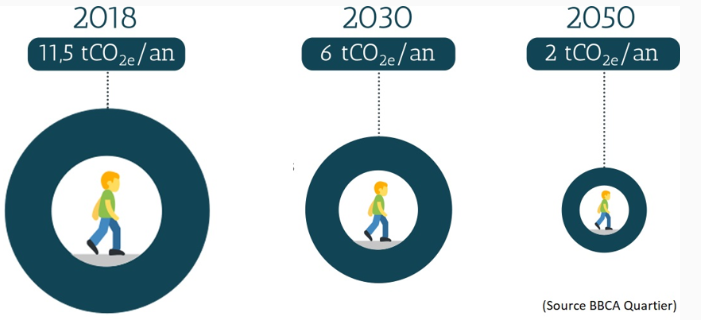 2018
11,5 tCO₂e/an
2030
6 tCO₂e/an
2050
2 tCO₂e/an
(Source BBCA Quartier)